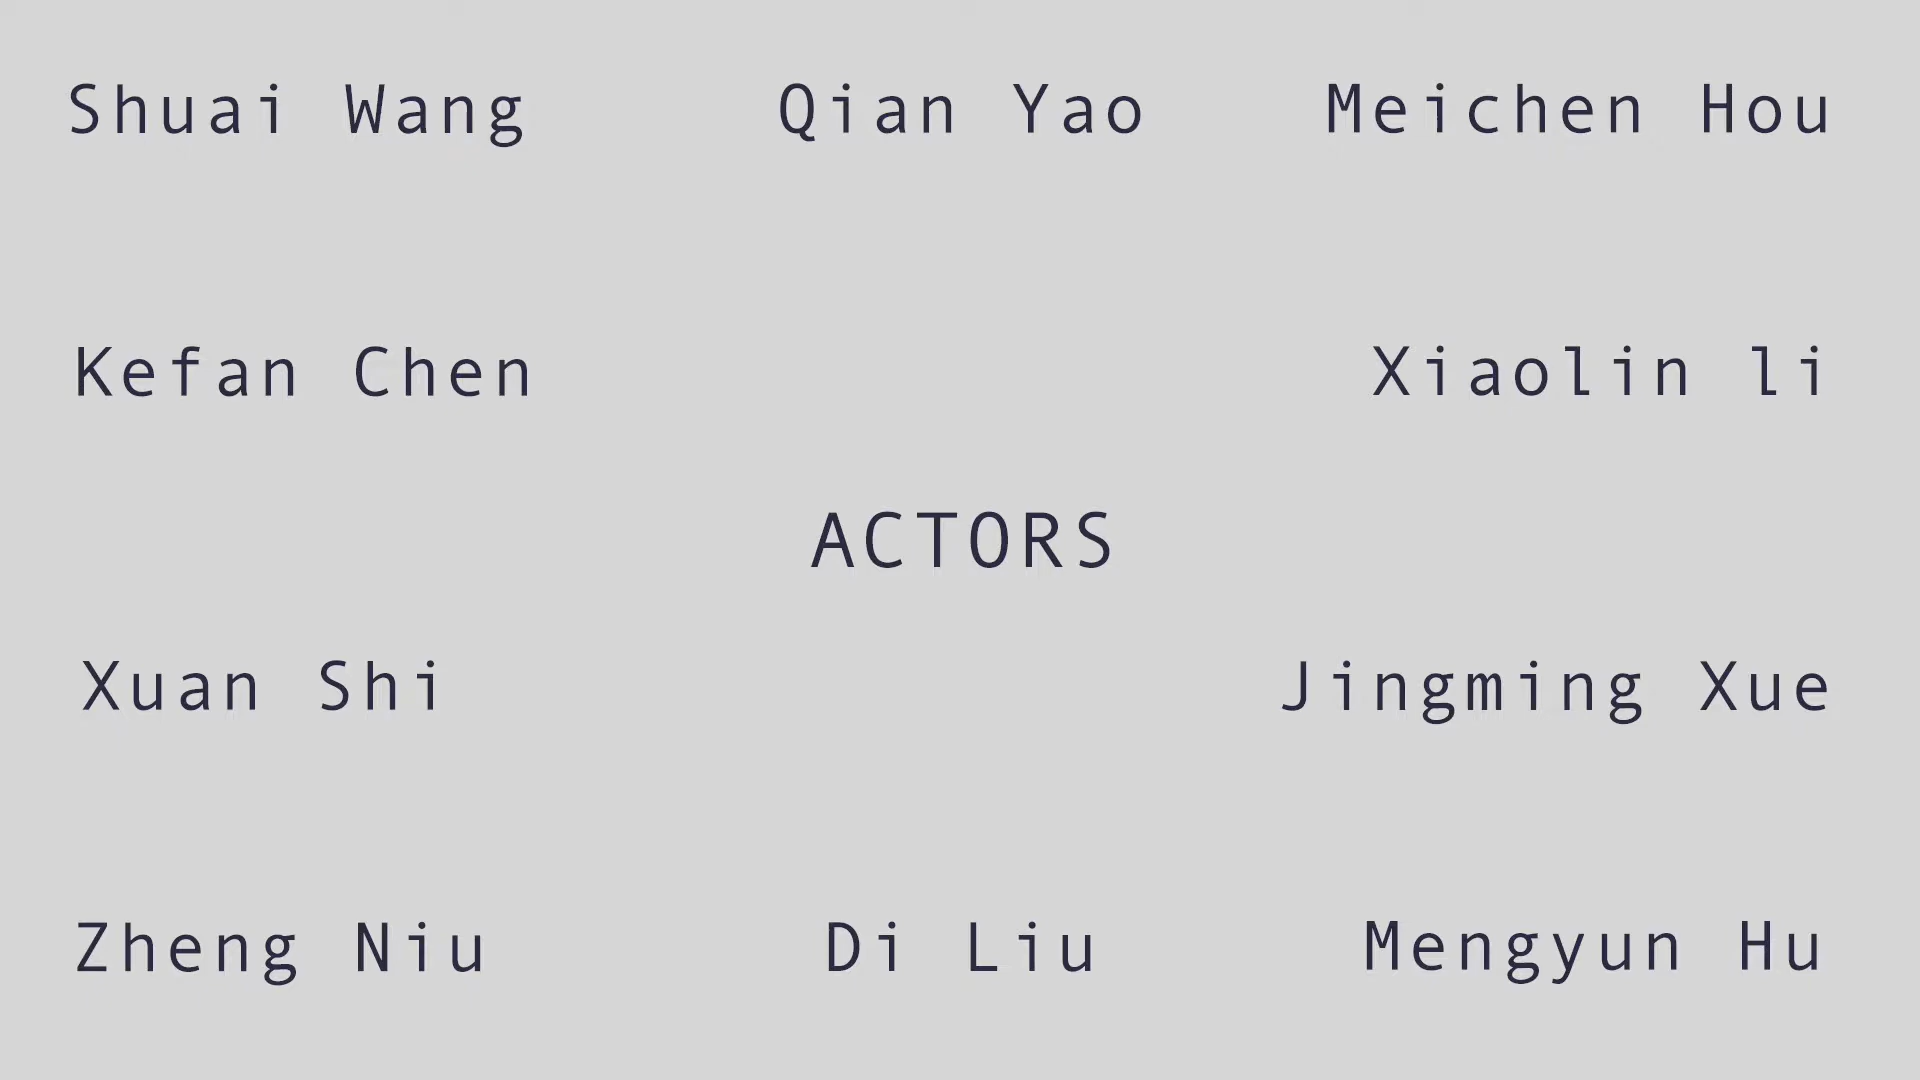 Shuai Wang Qian Yao Meichen Hou
Kefan Chen Xiaolin li
ACTORS
Xuan Shi Jingming Xue
Zheng Niu Di Liu Mengyun Hu